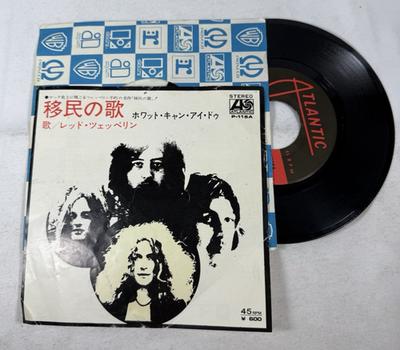 移民の歌
ホワット・キャン・アイ・ドゥ
歌/レッド・ツェッペリン
STEREO
ATLANTIC
P-115A
45 RPM
¥600
ATLANTIC